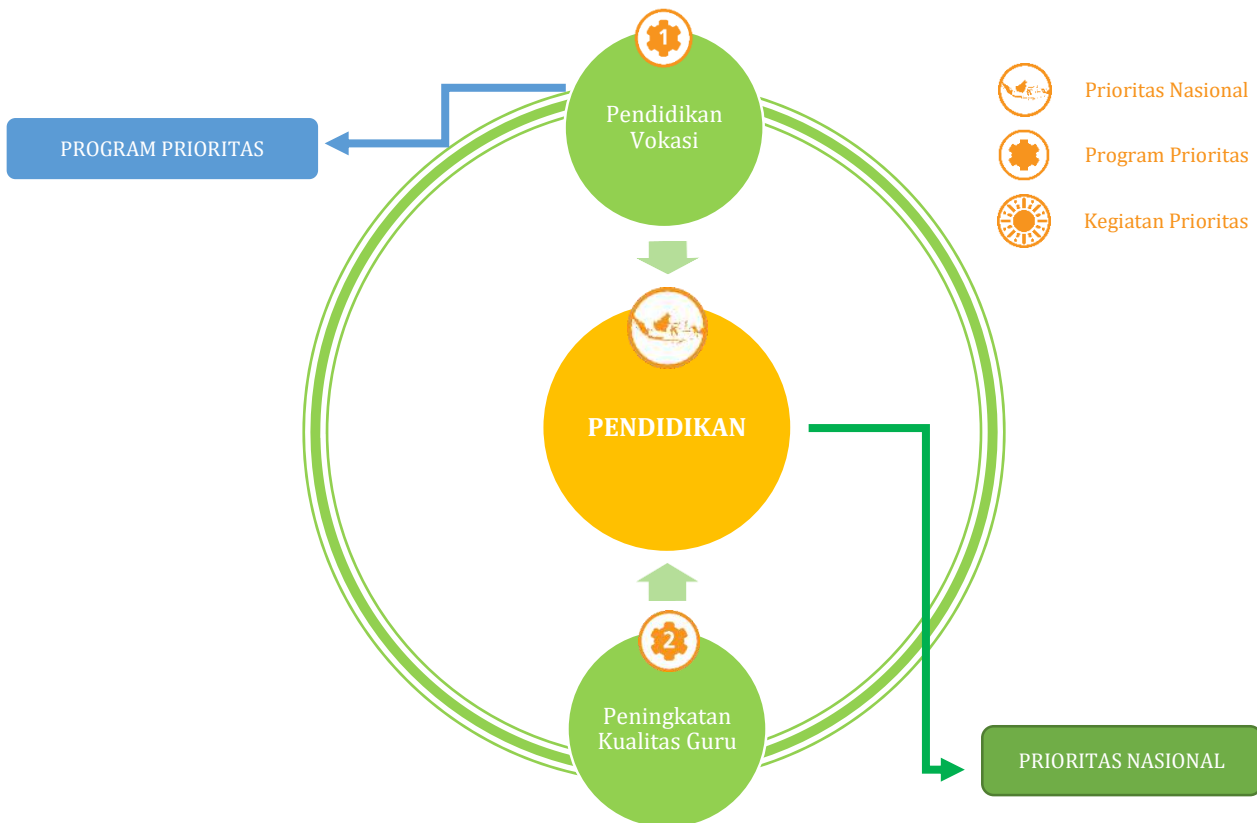 1
Pendidikan
Vokasi
PROGRAM PRIORITAS
Prioritas Nasional
Program Prioritas
Kegiatan Prioritas
PENDIDIKAN
2
Peningkatan
Kualitas Guru
PRIORITAS NASIONAL